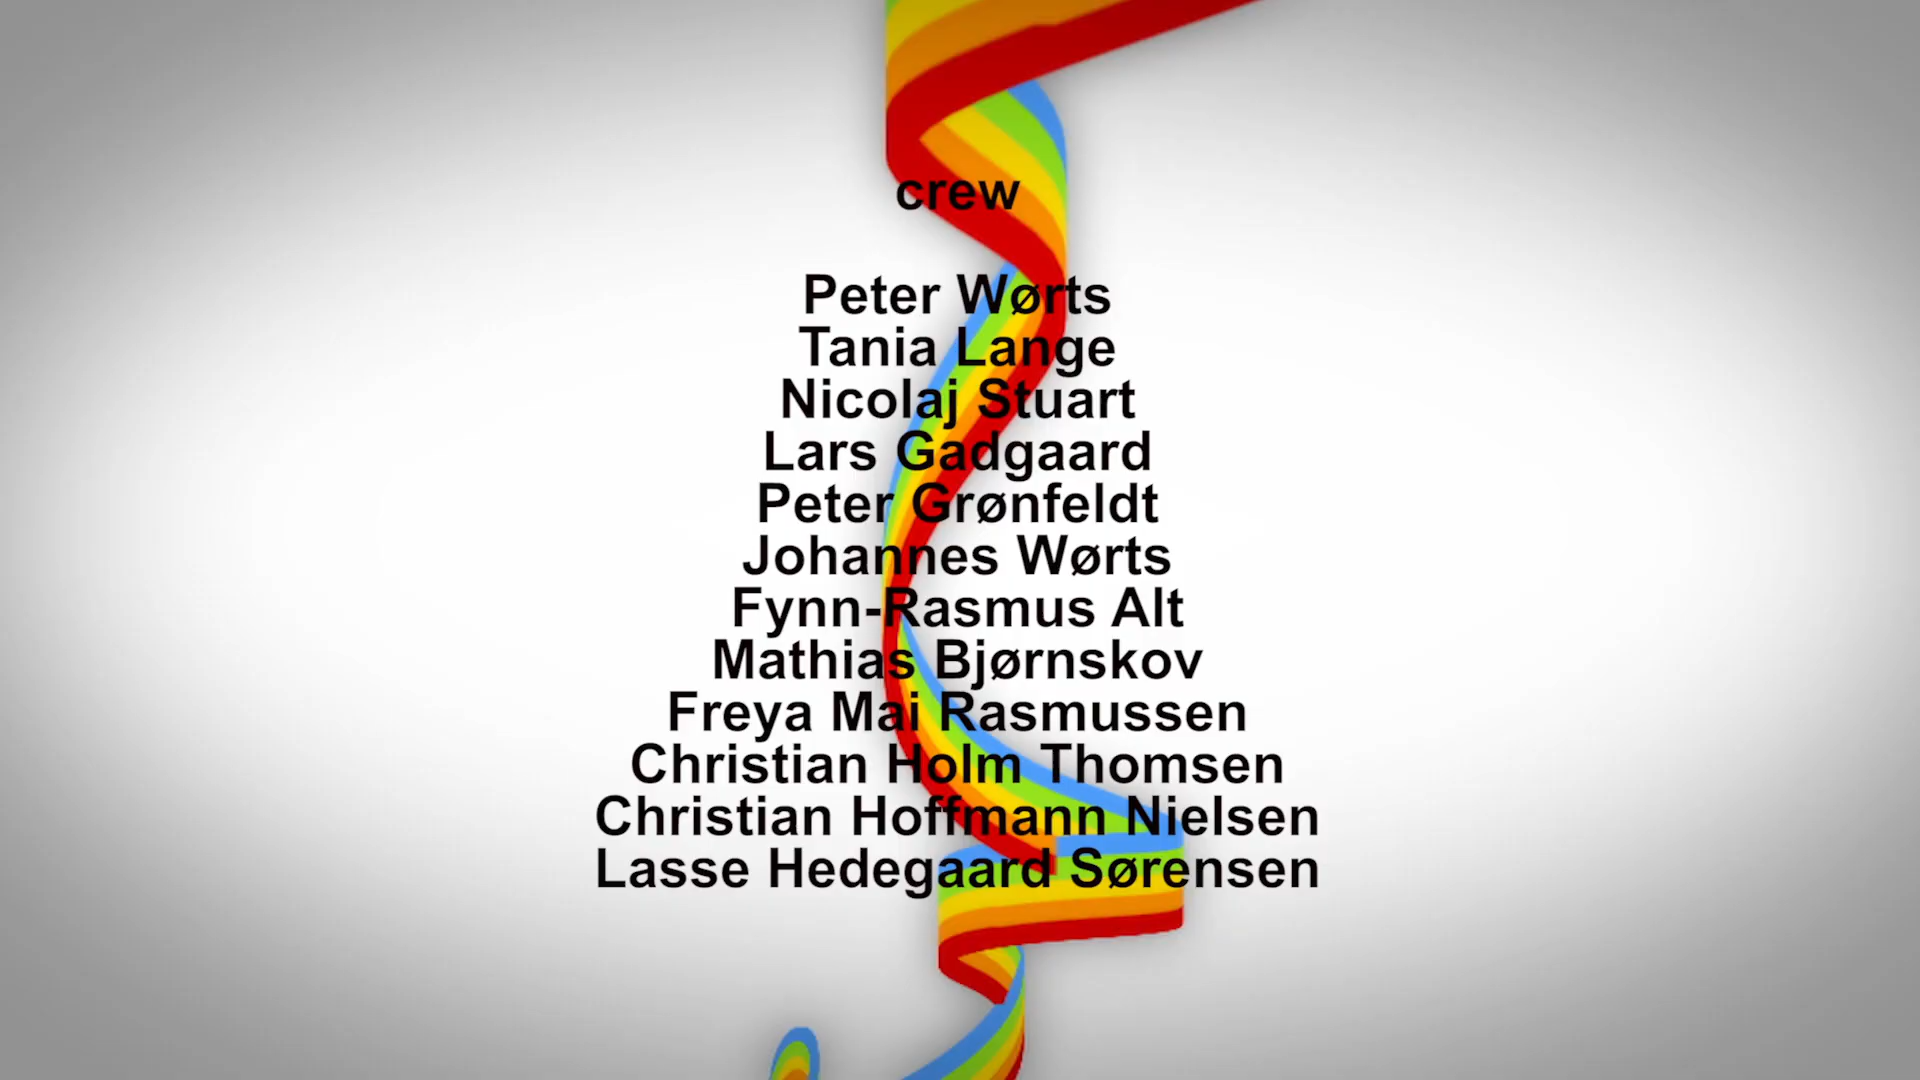 crew
Peter Wørts
Tania Lange
Nicolaj Stuart
Lars Gadgaard
Peter Grønfeldt
Johannes Wørts
Fynn-Rasmus Alt
Mathias Bjørnskov
Freya Mai Rasmussen
Christian Holm Thomsen
Christian Hoffmann Nielsen
Lasse Hedegaard Sørensen